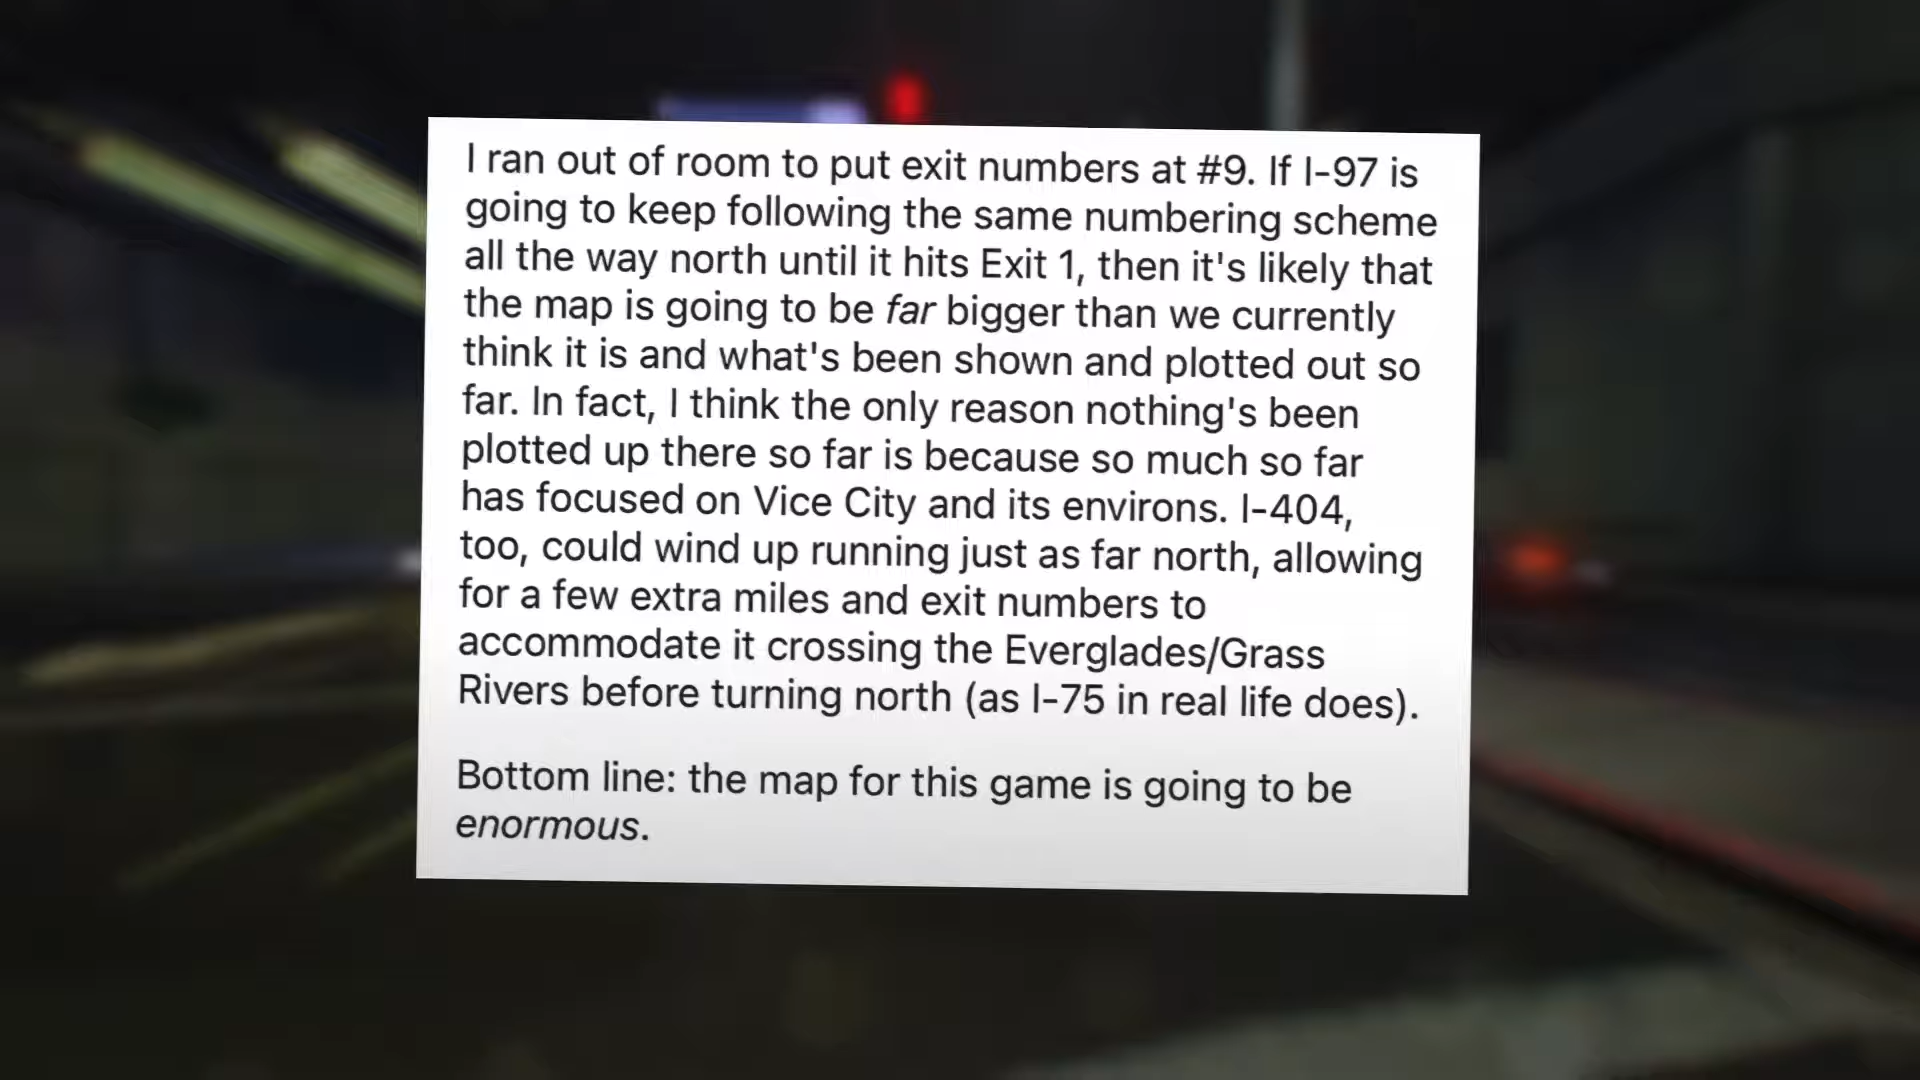 I ran out of room to put exit numbers at #9. If I-97 is
going to keep following the same numbering scheme
all the way north until it hits Exit 1, then it's likely that
the map is going to be far bigger than we currently
think it is and what's been shown and plotted out so
far. In fact, I think the only reason nothing's been
plotted up there so far is because so much so far
has focused on Vice City and its environs. I-404,
too, could wind up running just as far north, allowing
for a few extra miles and exit numbers to
accommodate it crossing the Everglades/Grass
Rivers before turning north (as I-75 in real life does).
Bottom line: the map for this game is going to be
enormous.